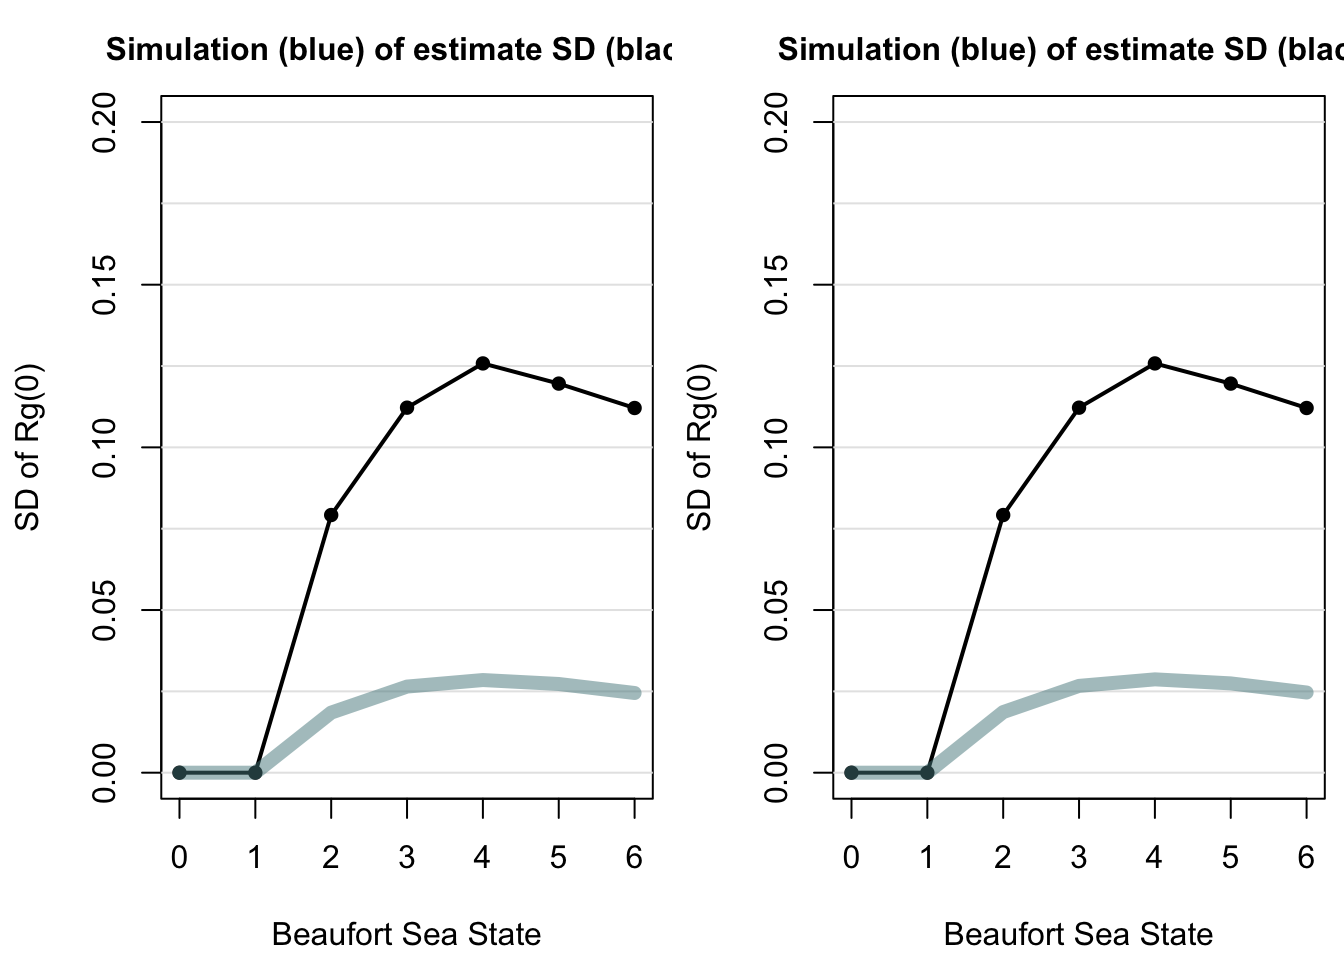 Simulation (blue) of estimate SD (blac
0.20
0.15
0.10
0.05
0.00
SD of Rg(0)
0 1 2 3 4 5 6
Beaufort Sea State
Simulation (blue) of estimate SD (blac
0.20
0.15
0.10
0.05
0.00
SD of Rg(0)
0 1 2 3 4 5 6
Beaufort Sea State